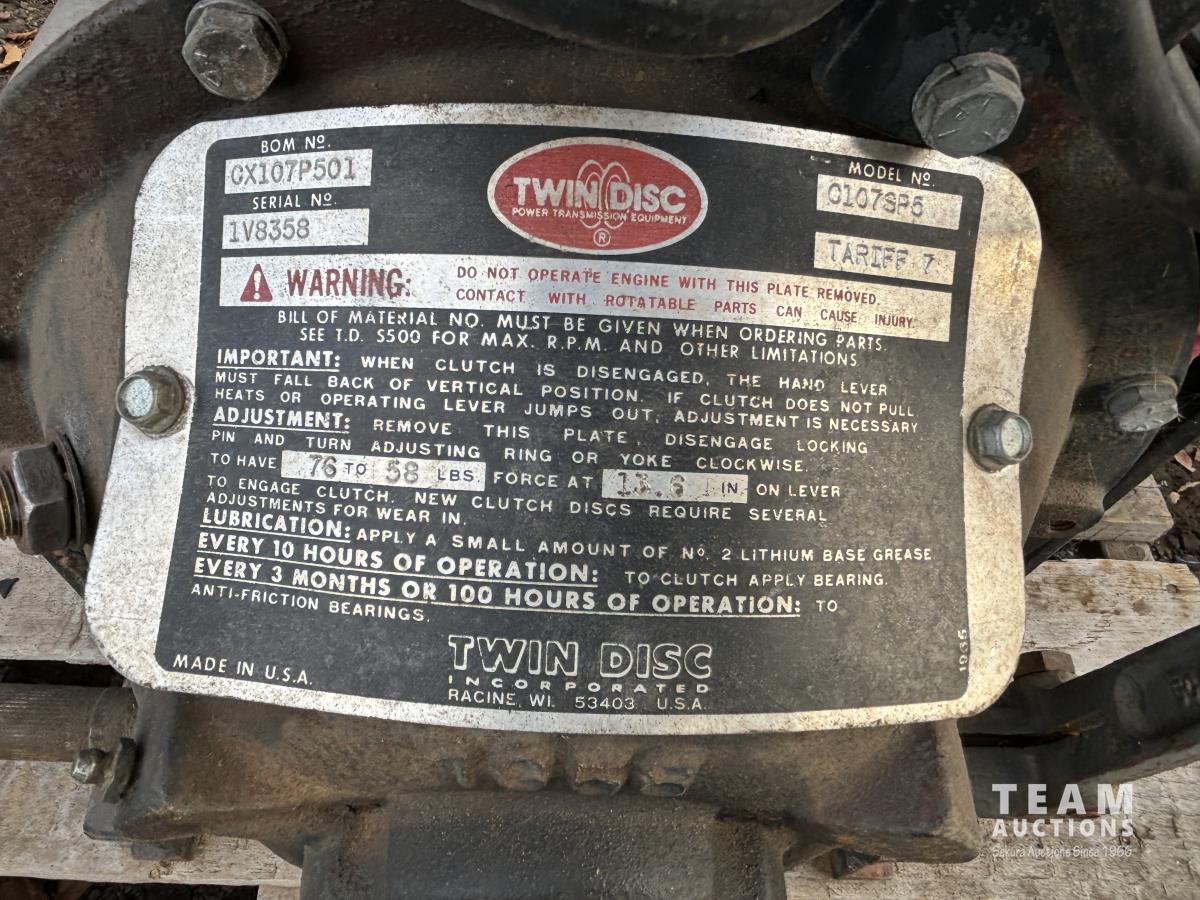 BOM Nº.
CX107P501
SERIAL Nº.
1V8358
TWIN DISC
POWER TRANSMISSION EQUIPMENT
®
MODEL Nº
C107SP5
TARIFF 7
WARNING: DO NOT OPERATE ENGINE WITH THIS PLATE REMOVED.
CONTACT WITH ROTATABLE PARTS CAN CAUSE INJURY.
BILL OF MATERIAL NO. MUST BE GIVEN WHEN ORDERING PARTS.
SEE T.D. S500 FOR MAX. R.P.M. AND OTHER LIMITATIONS
IMPORTANT: WHEN CLUTCH IS DISENGAGED, THE HAND LEVER
MUST FALL BACK OF VERTICAL POSITION. IF CLUTCH DOES NOT PULL,
HEATS OR OPERATING LEVER JUMPS OUT, ADJUSTMENT IS NECESSARY
ADJUSTMENT: REMOVE THIS PLATE, DISENGAGE LOCKING
PIN AND TURN ADJUSTING RING OR YOKE CLOCKWISE.
TO HAVE 76 TO 58 LBS. FORCE AT 13.6 IN. ON LEVER
TO ENGAGE CLUTCH. NEW CLUTCH DISCS REQUIRE SEVERAL
ADJUSTMENTS FOR WEAR IN.
LUBRICATION: APPLY A SMALL AMOUNT OF Nº. 2 LITHIUM BASE GREASE
EVERY 10 HOURS OF OPERATION: TO CLUTCH APPLY BEARING.
EVERY 3 MONTHS OR 100 HOURS OF OPERATION: TO
ANTI-FRICTION BEARINGS.
TWIN DISC
INCORPORATED
RACINE, WI. 53403 U.S.A.
MADE IN U.S.A.
1965
TEAM
AUCTIONS
Sekura Auctions Since 1966